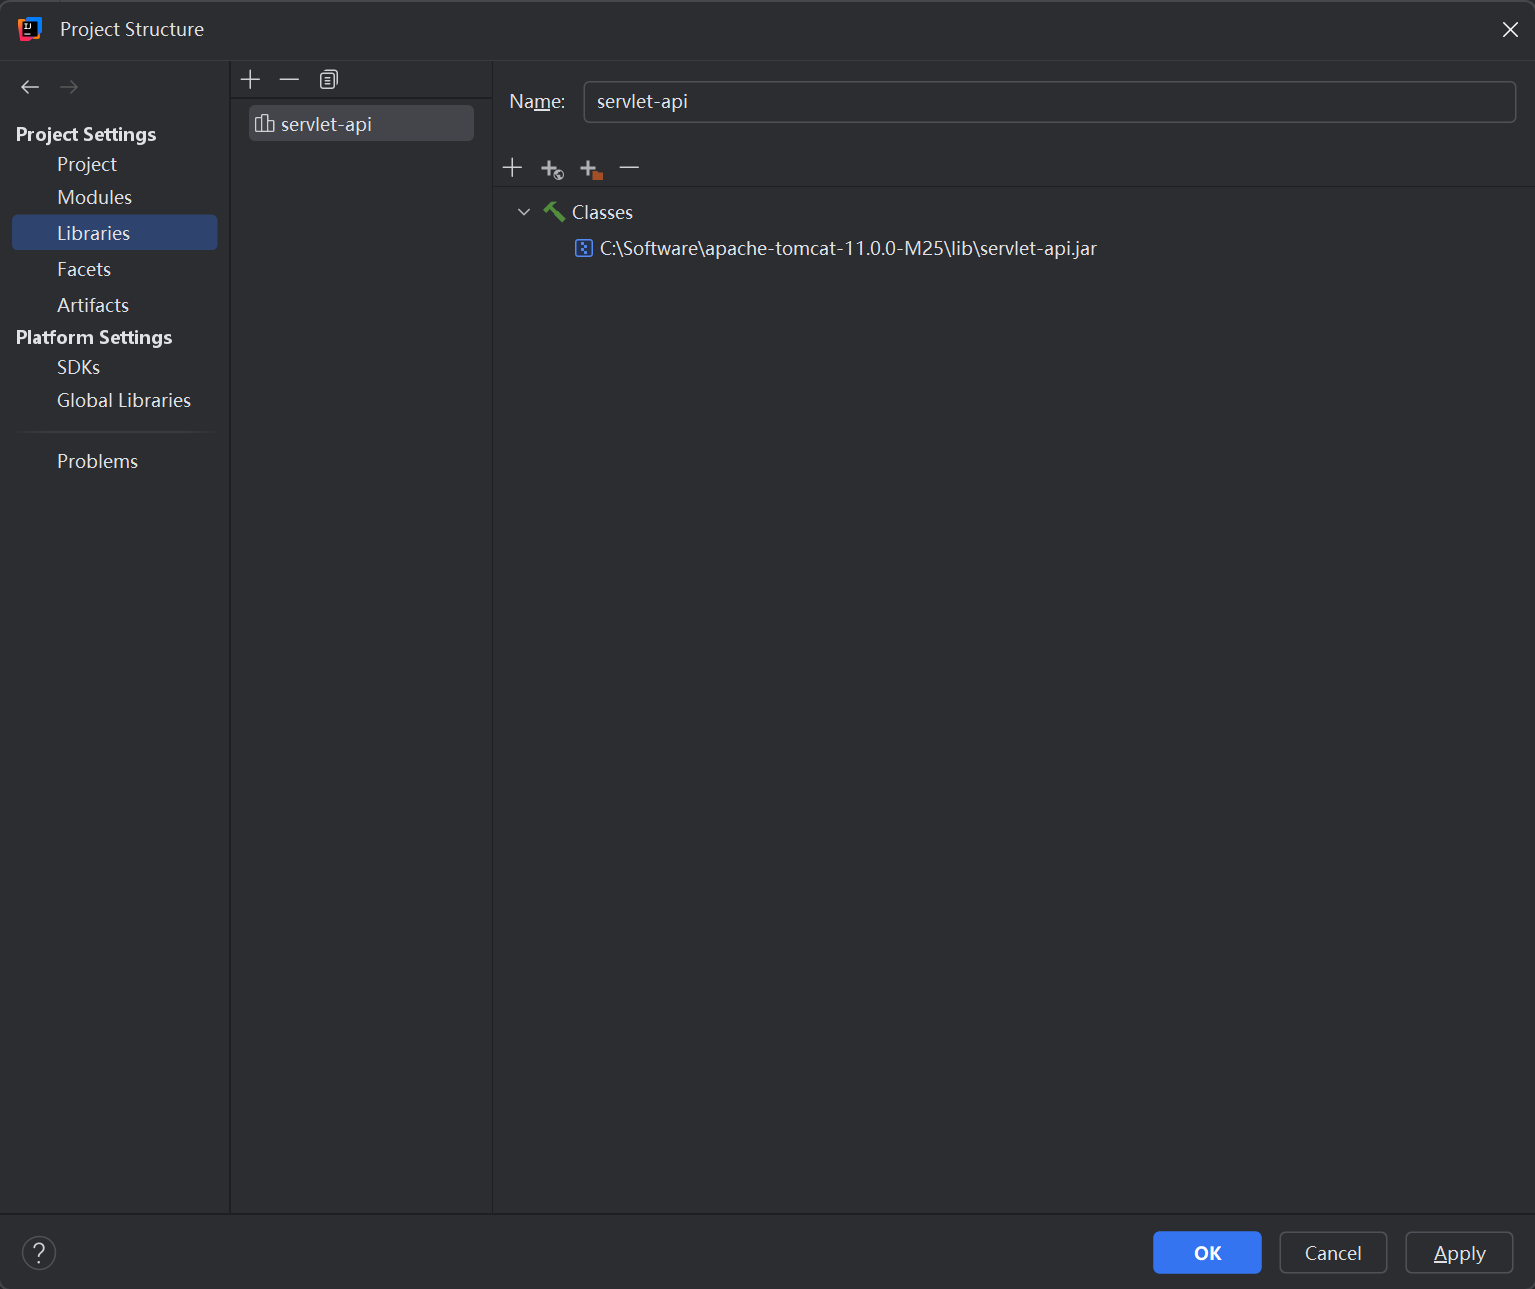 Project Structure
Project Settings
Project
Modules
Libraries
Facets
Artifacts
Platform Settings
SDKs
Global Libraries
Problems
servlet-api
Name: servlet-api
Classes
C:\Software\apache-tomcat-11.0.0-M25\lib\servlet-api.jar
?
OK
Cancel
Apply